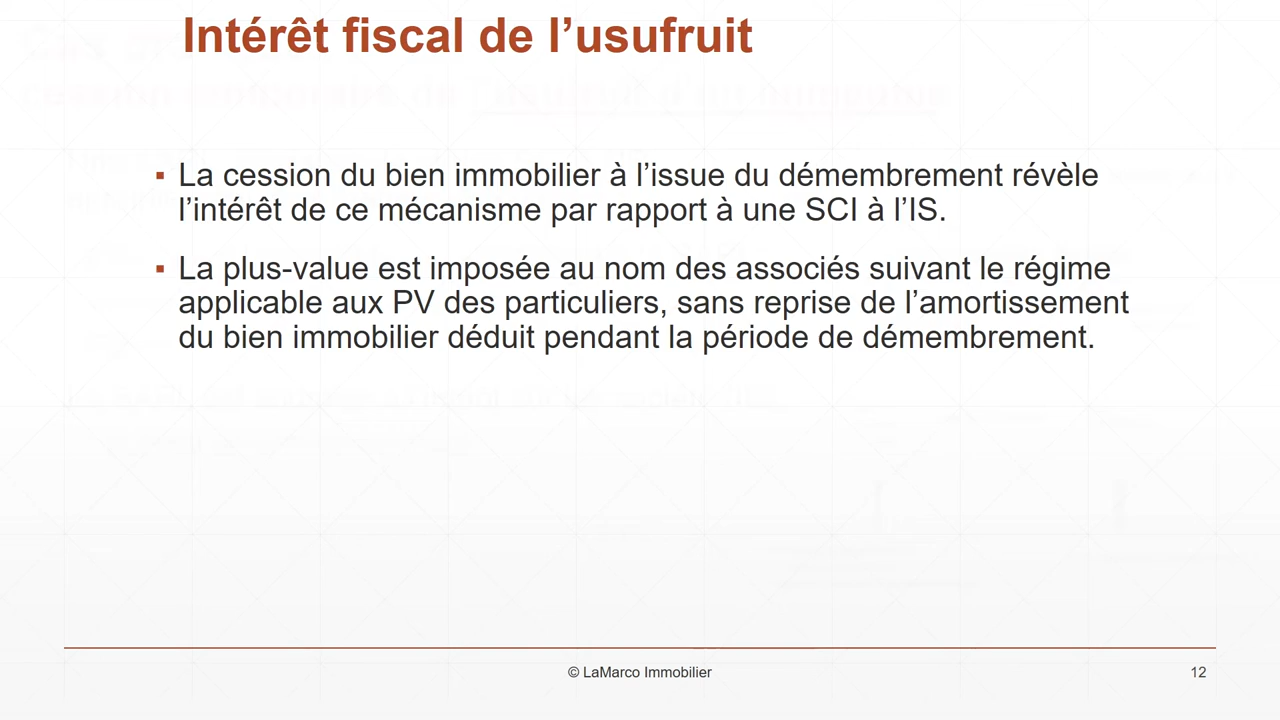 Intérêt fiscal de l’usufruit
▪ La cession du bien immobilier à l’issue du démembrement révèle
l’intérêt de ce mécanisme par rapport à une SCI à l’IS.
▪ La plus-value est imposée au nom des associés suivant le régime
applicable aux PV des particuliers, sans reprise de l’amortissement
du bien immobilier déduit pendant la période de démembrement.
© LaMarco Immobilier
12